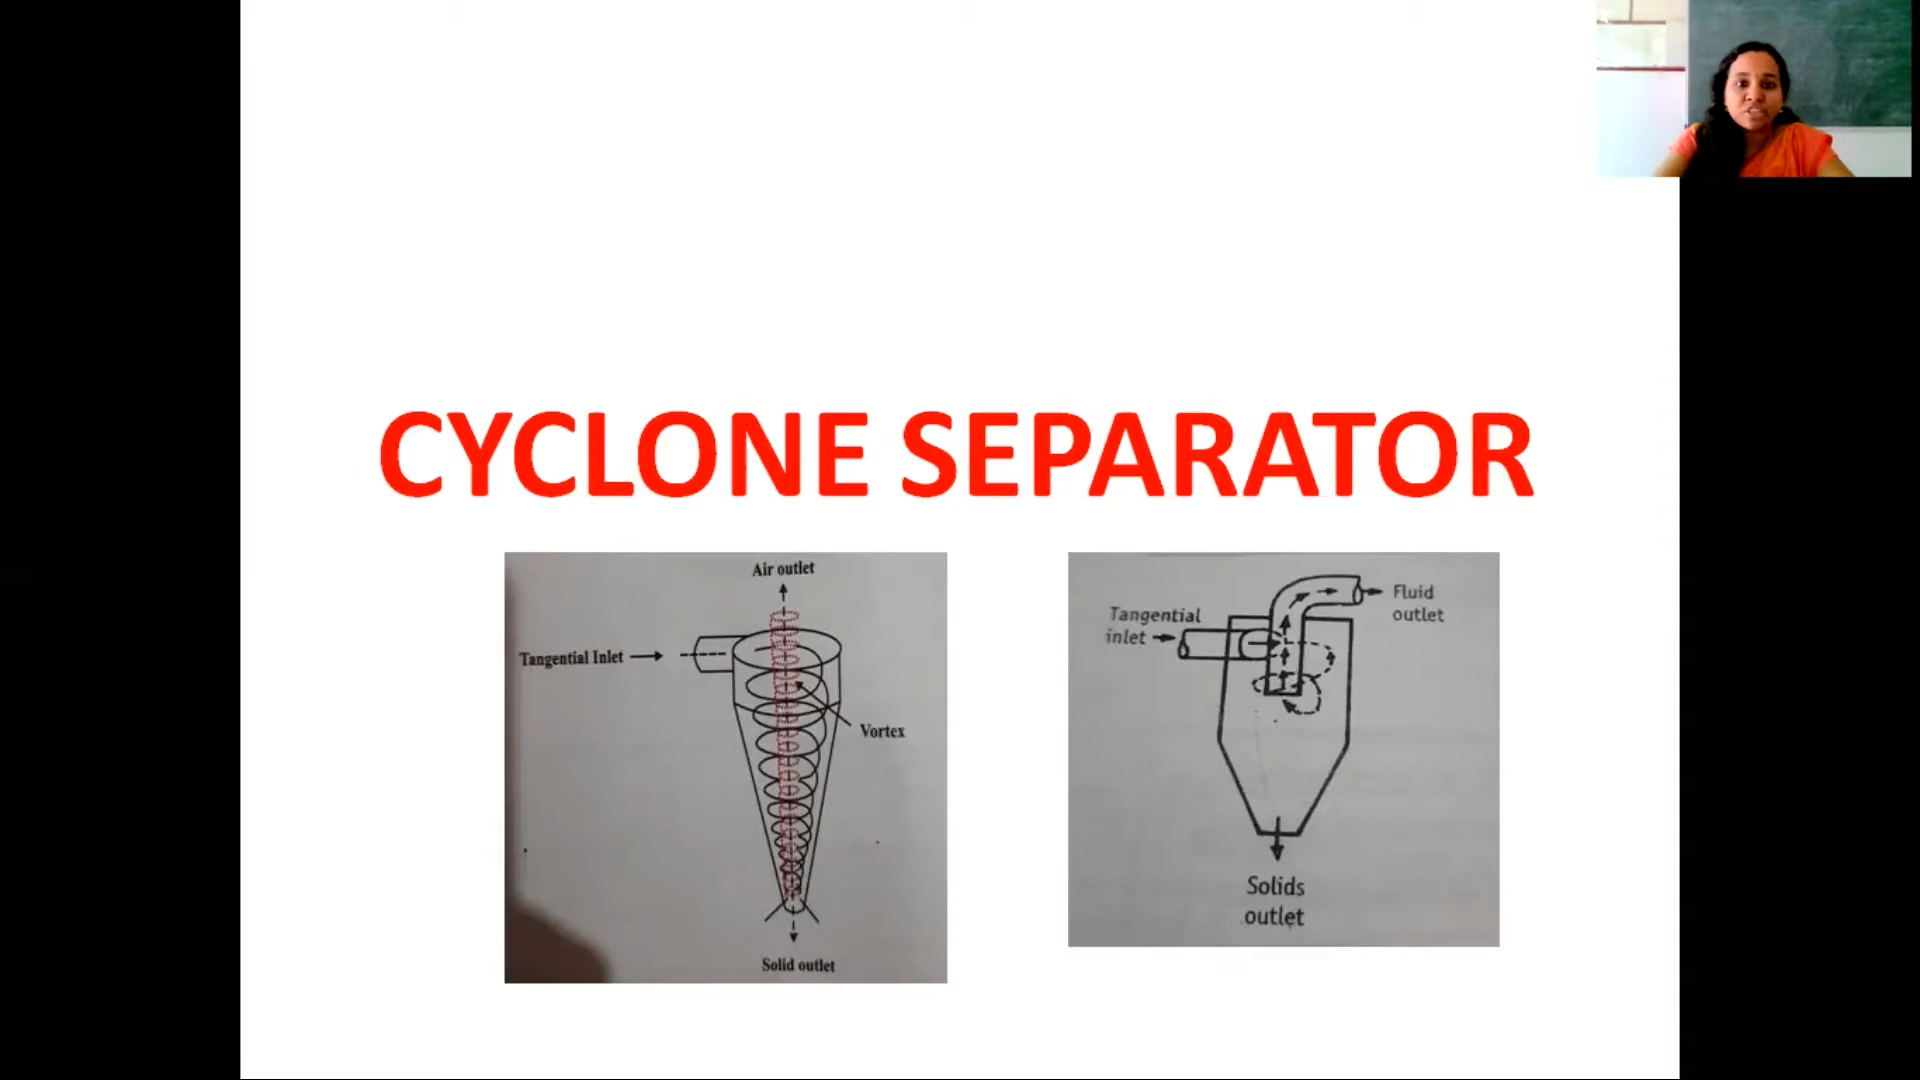 CYCLONE SEPARATOR
Air outlet
Tangential Inlet
Vortex
Solid outlet
Tangential
inlet
Fluid
outlet
Solids
outlet